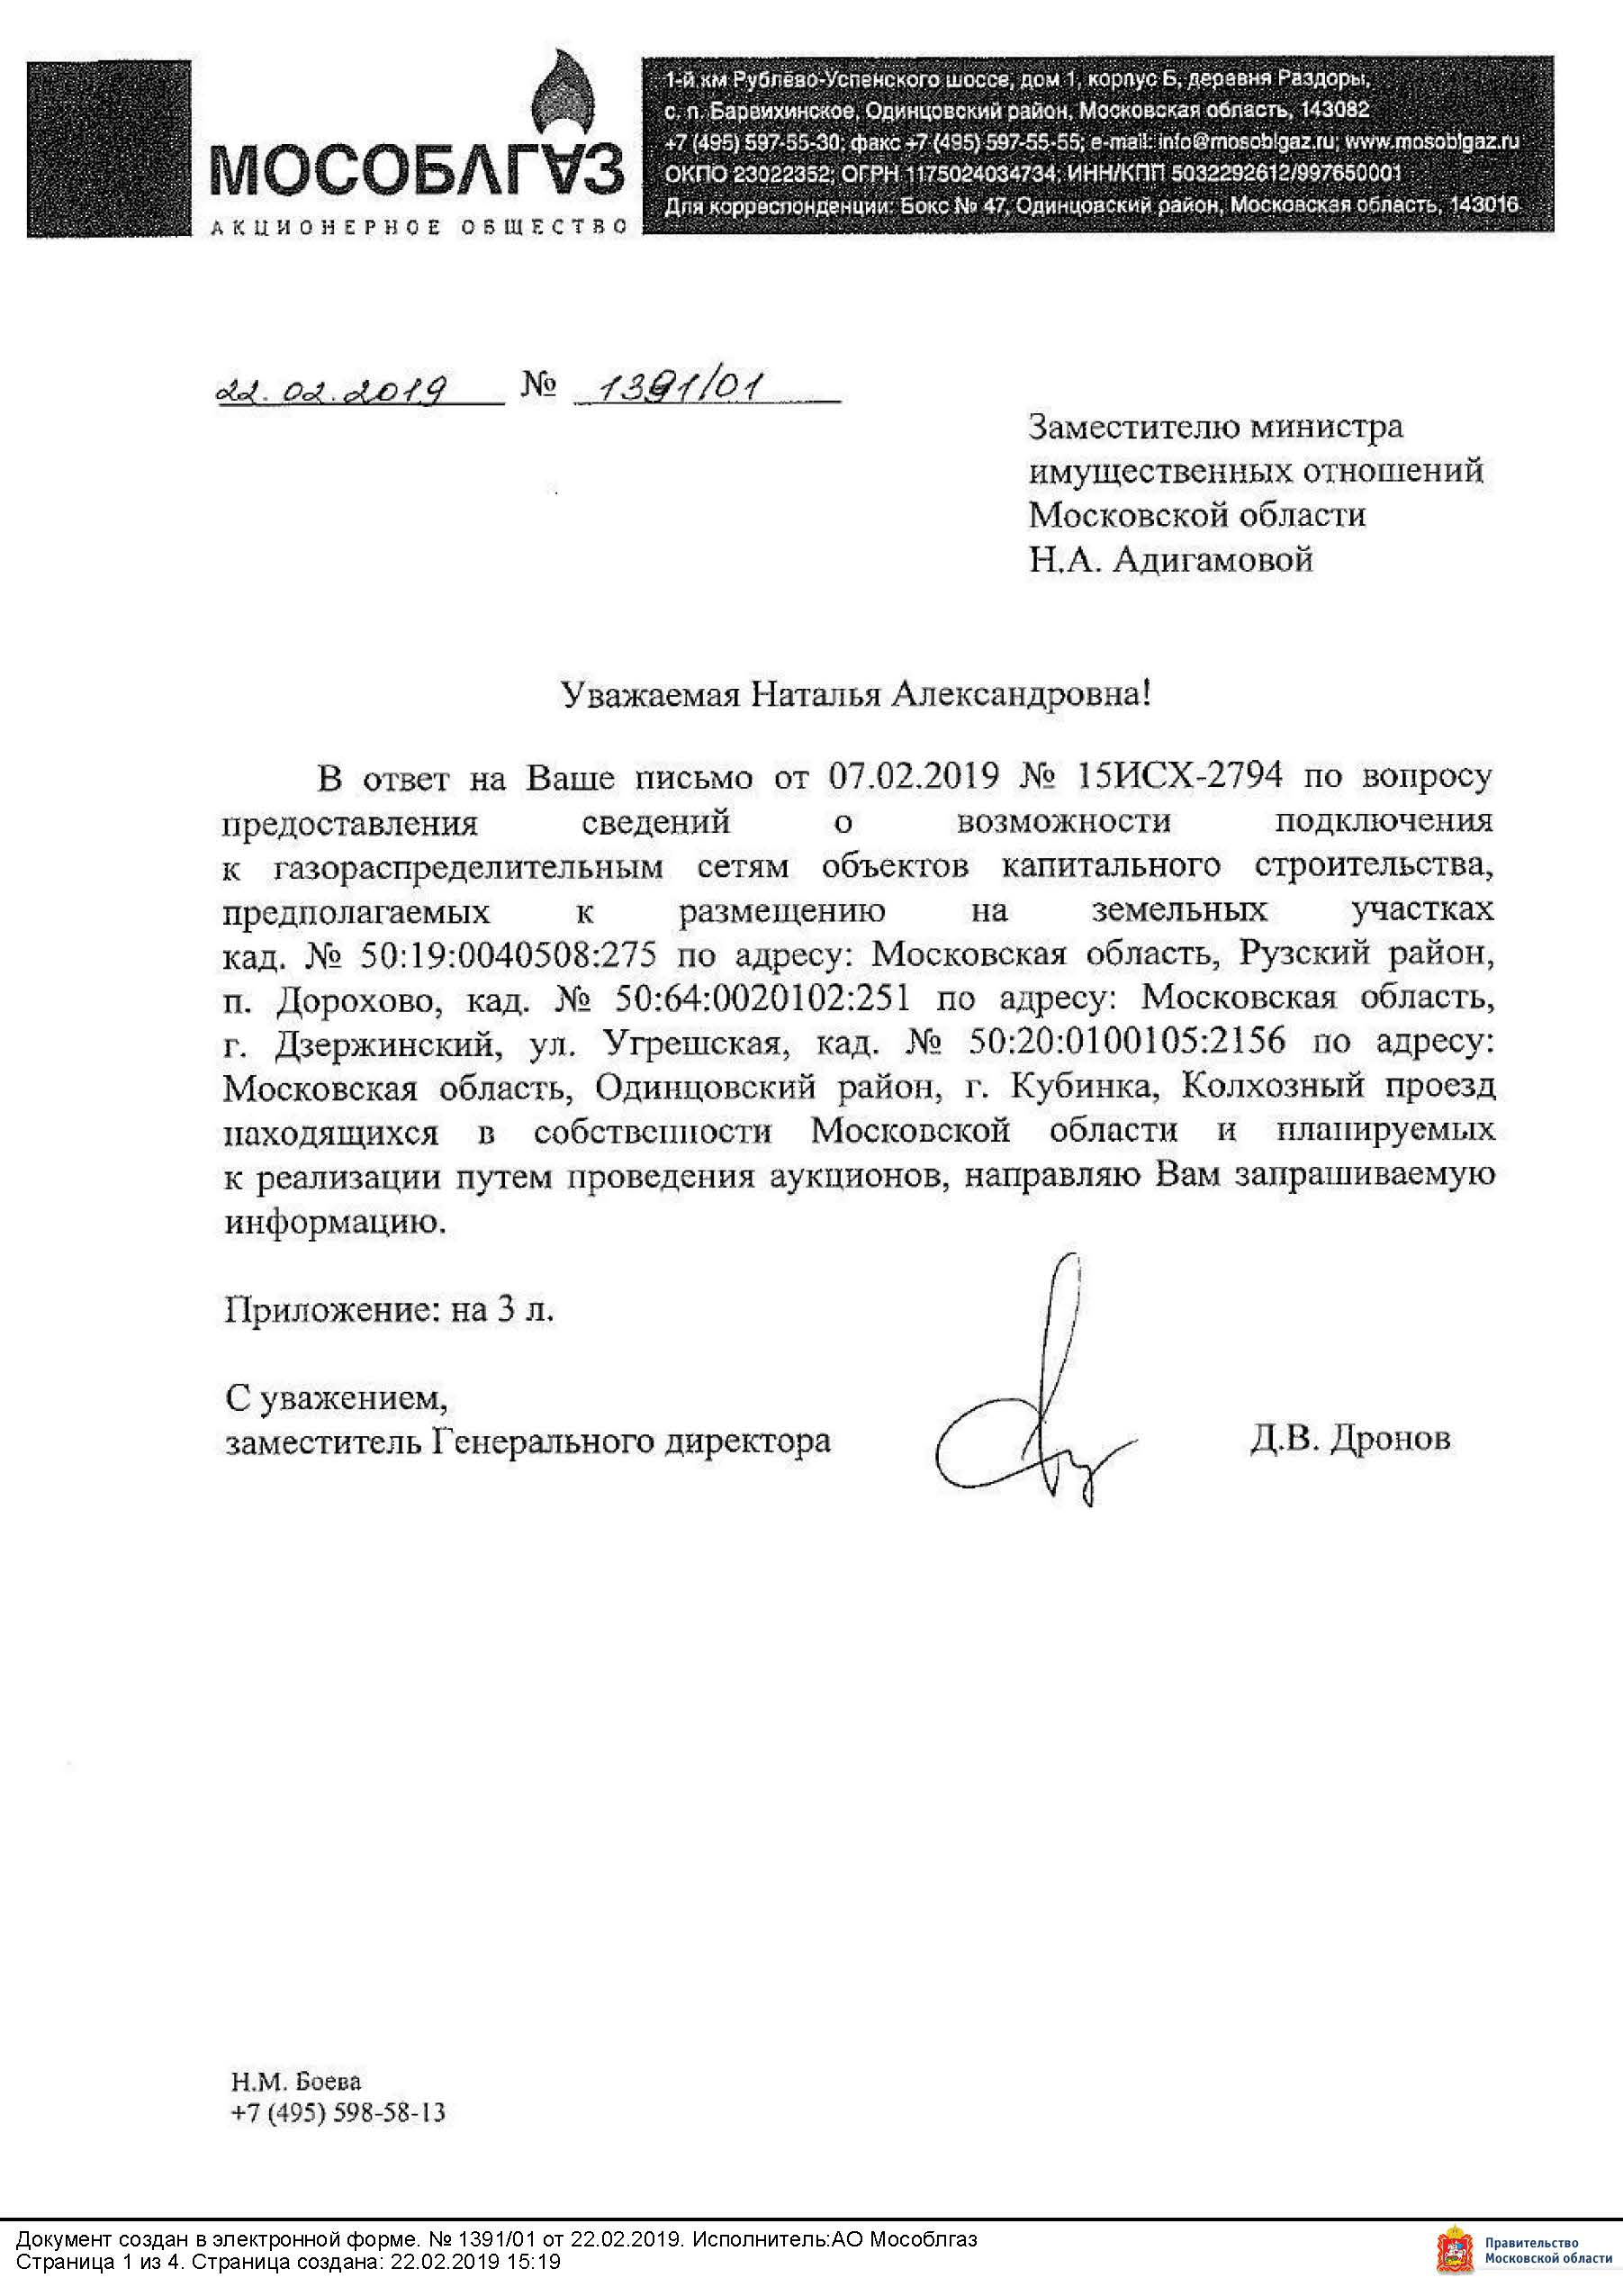 МОСОБЛГАЗ
АКЦИОНЕРНОЕ ОБЩЕСТВО
1-й км Рублёво-Успенского шоссе, дом 1, корпус Б, деревня Раздоры,
с. п. Барвихинское, Одинцовский район, Московская область, 143082
+7 (495) 597-55-30; факс +7 (495) 597-55-55; e-mail: info@mosoblgaz.ru; www.mosoblgaz.ru
ОКПО 23022352; ОГРН 1175024034734; ИНН/КПП 5032292612/997650001
Для корреспонденции: Бокс № 47, Одинцовский район, Московская область, 143016
22.02.2019 № 1391/01
Заместителю министра
имущественных отношений
Московской области
Н.А. Адигамовой
Уважаемая Наталья Александровна!
В ответ на Ваше письмо от 07.02.2019 № 15ИСХ-2794 по вопросу
предоставления сведений о возможности подключения
к газораспределительным сетям объектов капитального строительства,
предполагаемых к размещению на земельных участках
кад. № 50:19:0040508:275 по адресу: Московская область, Рузский район,
п. Дорохово, кад. № 50:64:0020102:251 по адресу: Московская область,
г. Дзержинский, ул. Угрешская, кад. № 50:20:0100105:2156 по адресу:
Московская область, Одинцовский район, г. Кубинка, Колхозный проезд
находящихся в собственности Московской области и планируемых
к реализации путем проведения аукционов, направляю Вам запрашиваемую
информацию.
Приложение: на 3 л.
С уважением,
заместитель Генерального директора Д.В. Дронов
Н.М. Боева
+7 (495) 598-58-13
Документ создан в электронной форме. № 1391/01 от 22.02.2019. Исполнитель:АО Мособлгаз
Страница 1 из 4. Страница создана: 22.02.2019 15:19
Правительство
Московской области